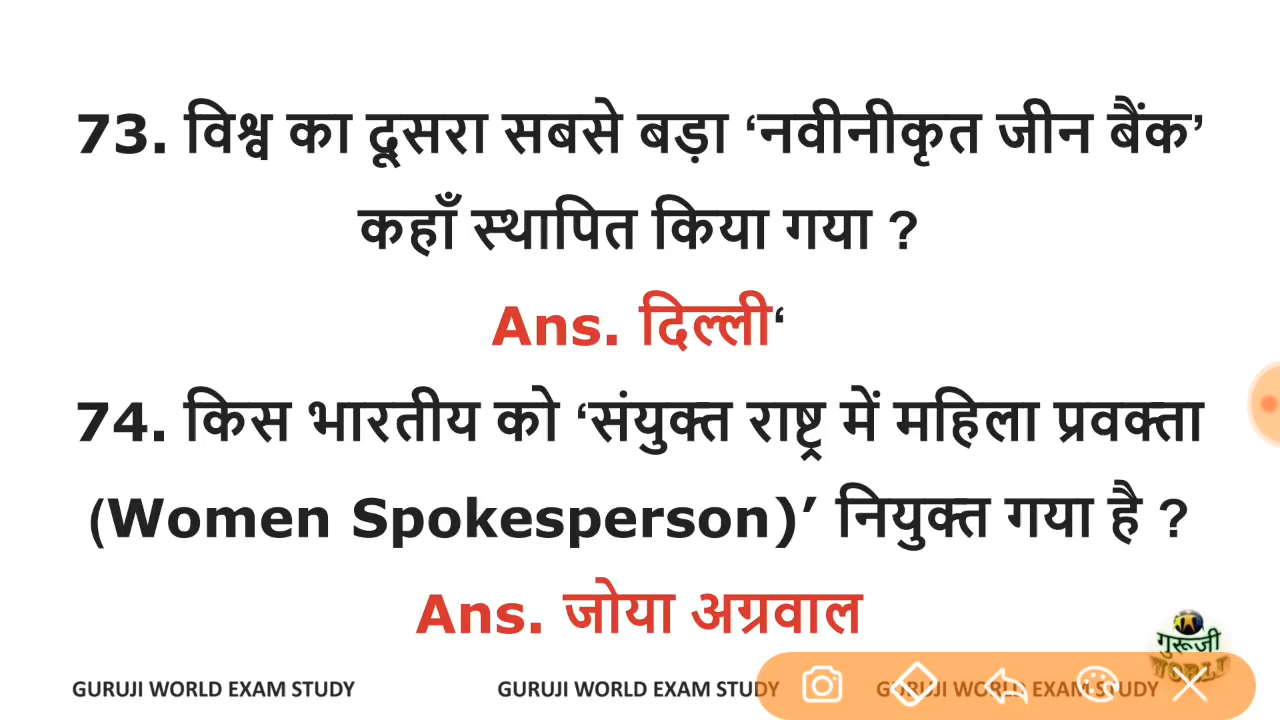 73. विश्व का दूसरा सबसे बड़ा ‘नवीनीकृत जीन बैंक’
कहाँ स्थापित किया गया ?
Ans. दिल्ली‘
74. किस भारतीय को ‘संयुक्त राष्ट्र में महिला प्रवक्ता
(Women Spokesperson)’ नियुक्त गया है ?
Ans. जोया अग्रवाल
गुरूजी
WORLD
GURUJI WORLD EXAM STUDY GURUJI WORLD EXAM STUDY GURUJI WORLD EXAM STUDY